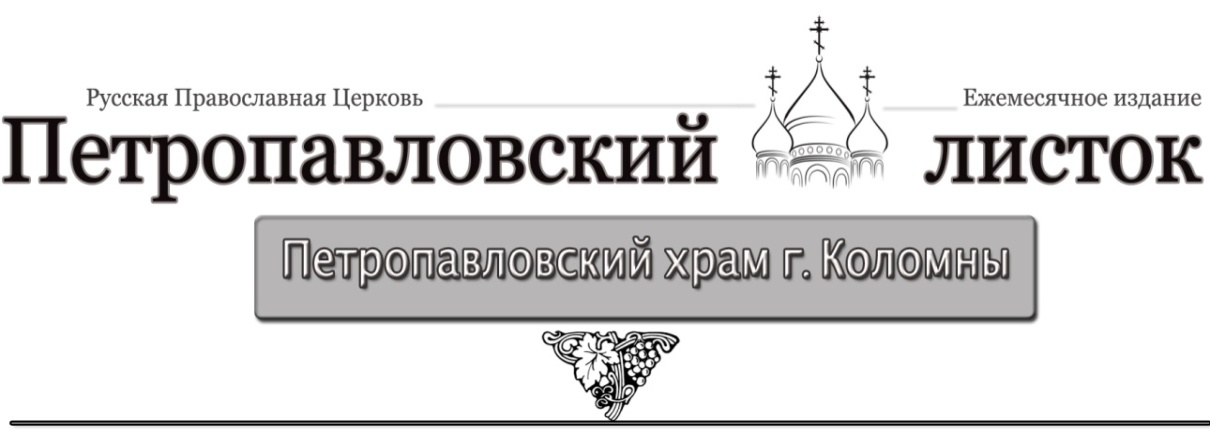 Русская Православная Церковь Ежемесячное издание
Петропавловский листок
Петропавловский храм г. Коломны